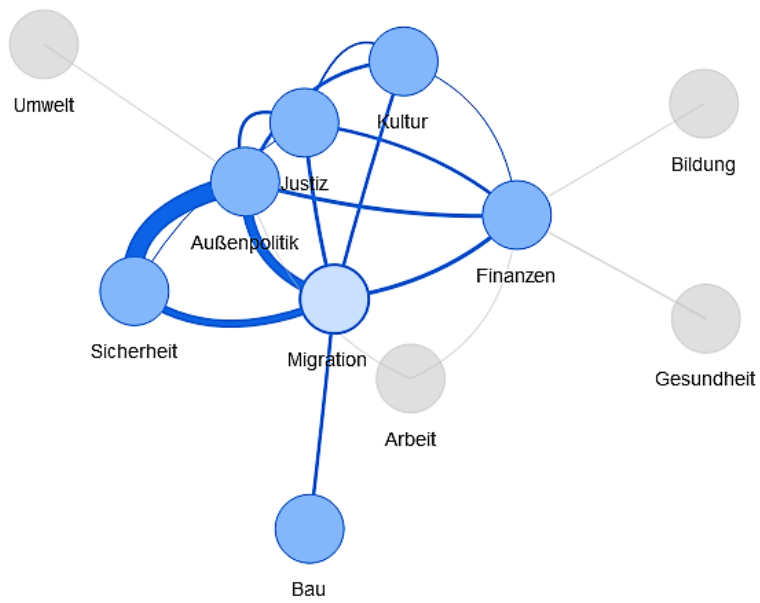 Umwelt
Kultur
Bildung
Justiz
Außenpolitik
Finanzen
Sicherheit
Migration
Gesundheit
Arbeit
Bau